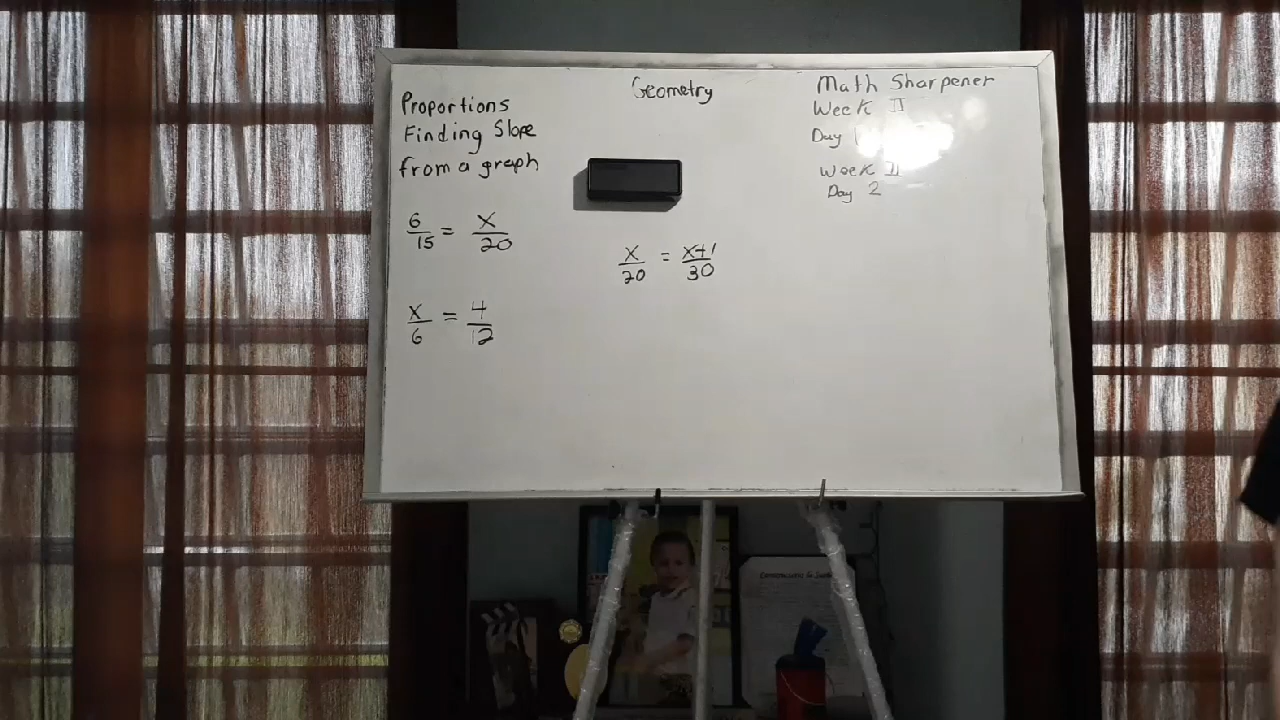 Proportions
Finding Slope
from a graph
6/15 = x/20
x/6 = 4/12
Geometry
x/20 = x+1/30
Math Sharpener
Week II
Day 1
Week II
Day 2